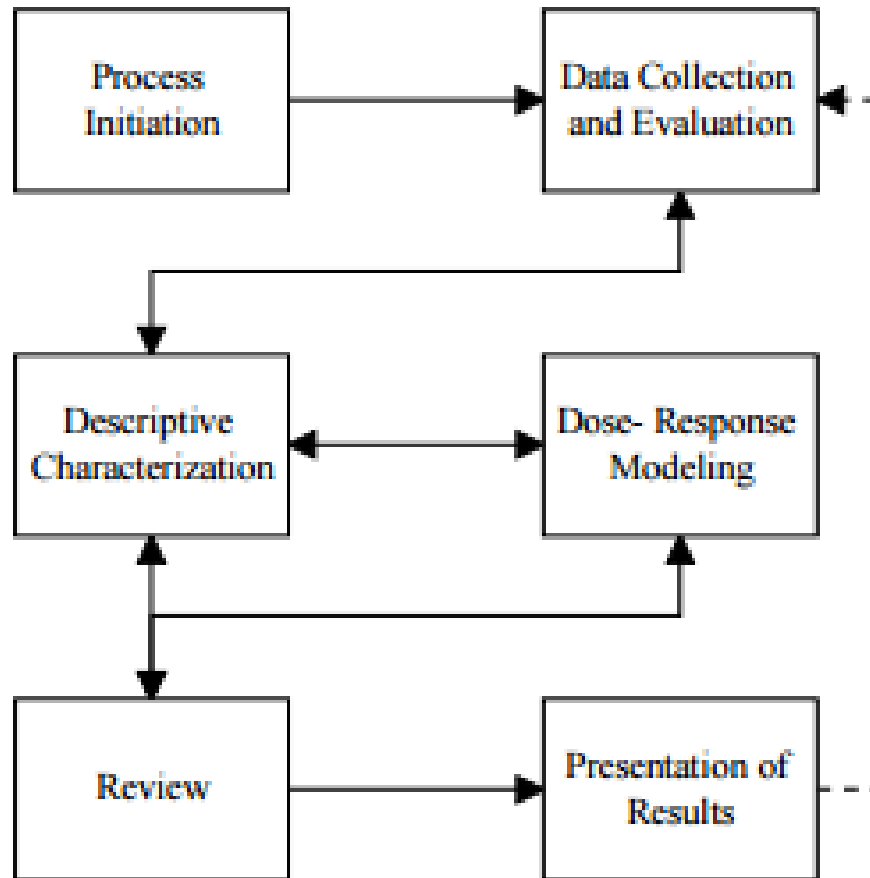 Process
Initiation
Data Collection
and Evaluation
Descriptive
Characterization
Dose- Response
Modeling
Review
Presentation of
Results